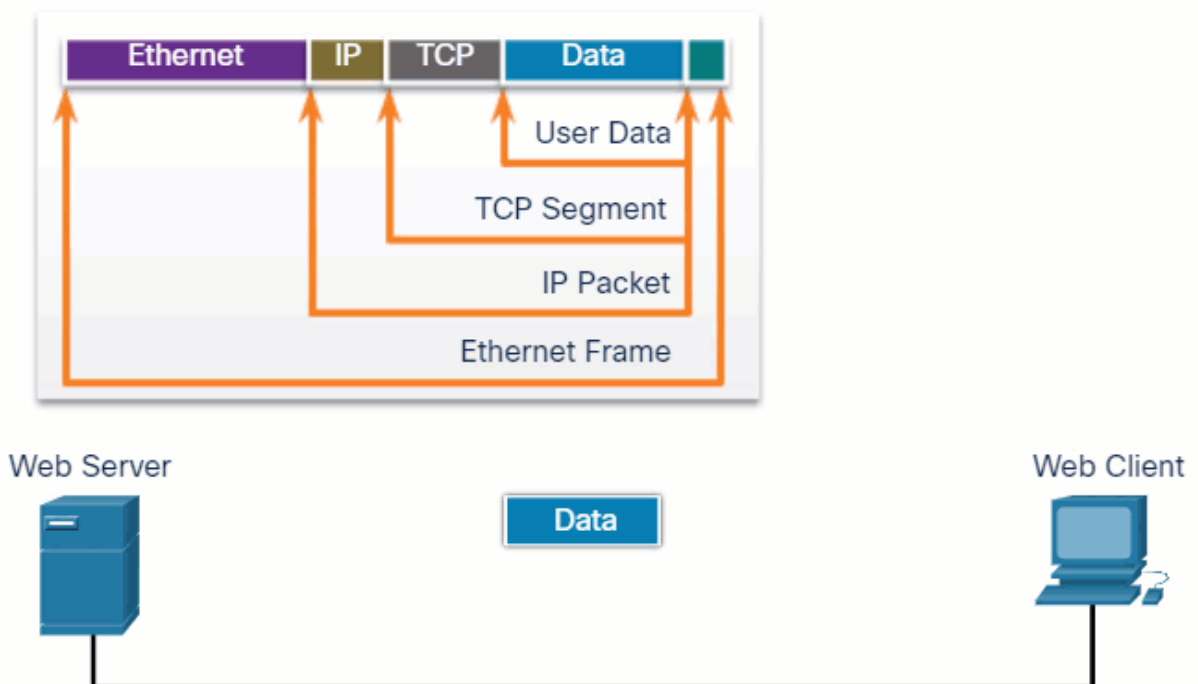 Ethernet IP TCP Data
User Data
TCP Segment
IP Packet
Ethernet Frame
Web Server
Web Client
Data